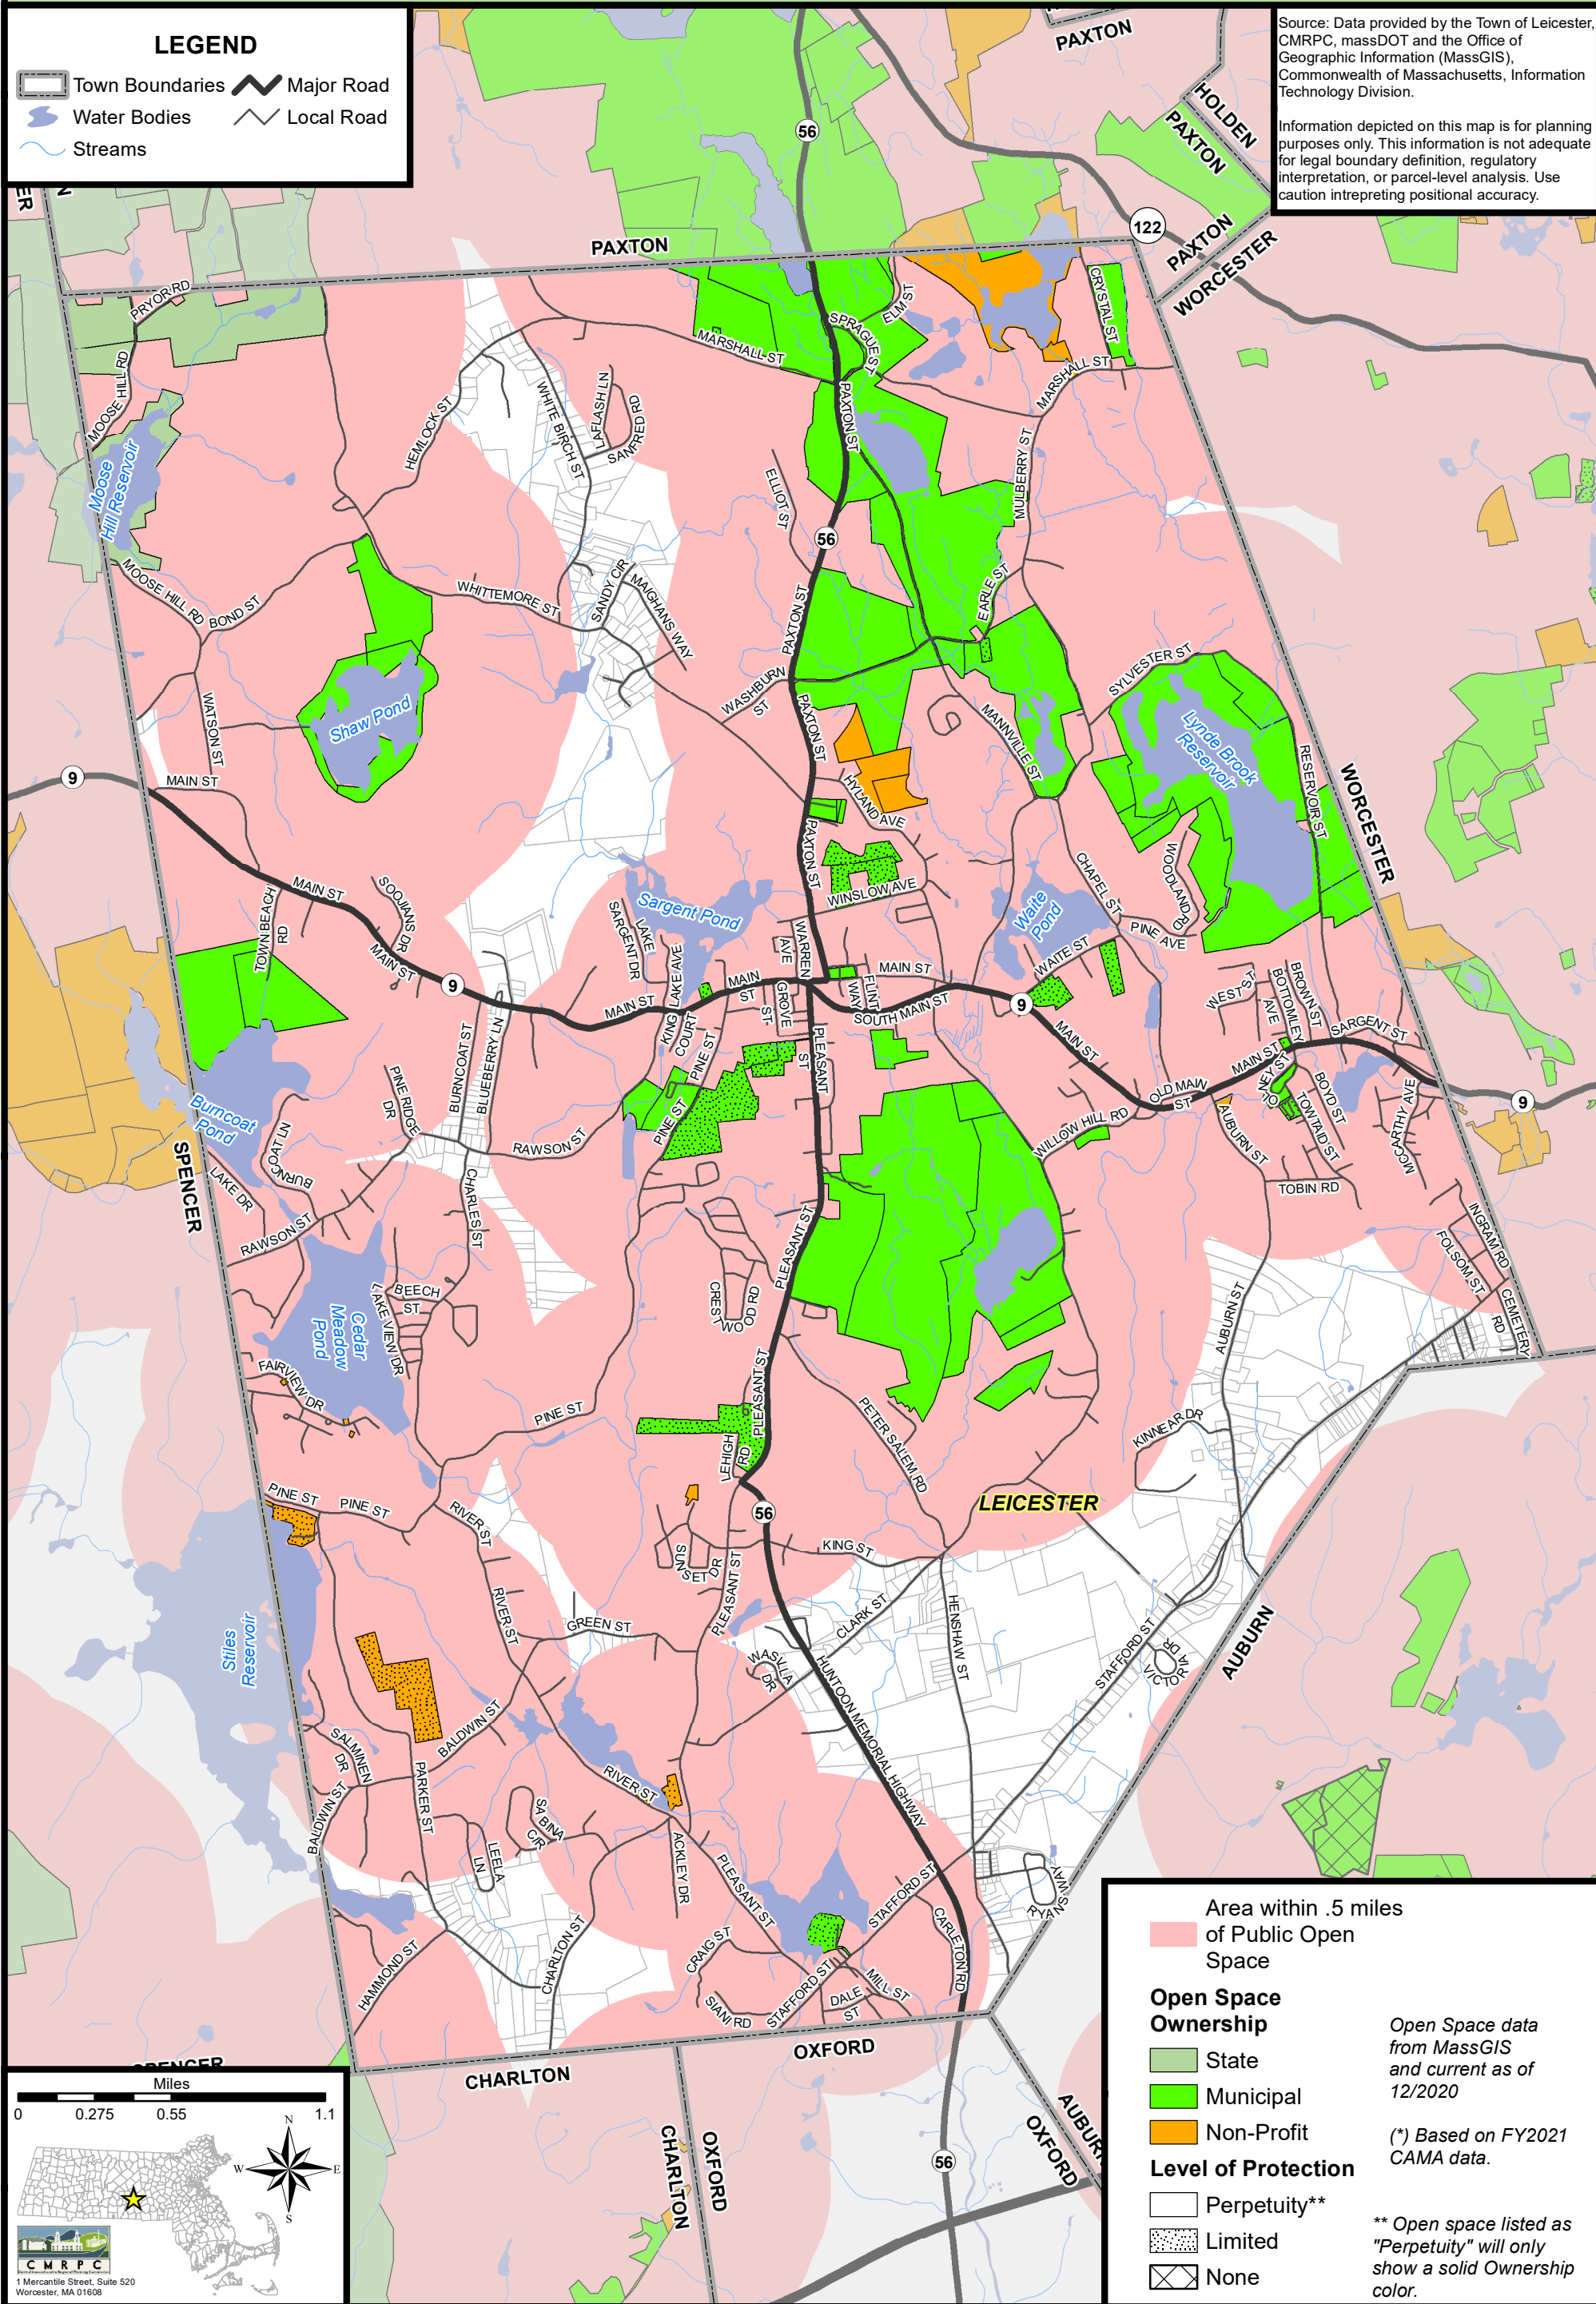 LEGEND
Town Boundaries
Major Road
Water Bodies
Local Road
Streams
Source: Data provided by the Town of Leicester,
CMRPC, massDOT and the Office of
Geographic Information (MassGIS),
Commonwealth of Massachusetts, Information
Technology Division.
Information depicted on this map is for planning
purposes only. This information is not adequate
for legal boundary definition, regulatory
interpretation, or parcel-level analysis. Use
caution intrepreting positional accuracy.
PAXTON
HOLDEN
PAXTON
56
122
PAXTON
WORCESTER
PAXTON
PRYOR RD
MOOSE HILL RD
Moose
Hill Reservoir
MARSHALL ST
SPRAGUE ST
ELM ST
CRYSTAL ST
MARSHALL ST
HEMLOCK ST
WHITE BIRCH ST
LAFLASH LN
SANFRED RD
PAXTON ST
MULBERRY ST
ELLIOT ST
56
MOOSE HILL RD
BOND ST
WHITTEMORE ST
SANDY CIR
MAIGHANS WAY
PAXTON ST
EARLE ST
WATSON ST
Shaw Pond
WASHBURN
ST
PAXTON ST
MANNVILLE ST
SYLVESTER ST
Lynde Brook
Reservoir
RESERVOIR ST
WORCESTER
9
MAIN ST
HYLAND AVE
PAXTON ST
WINSLOW AVE
CHAPEL ST
WOODLAND RD
PINE AVE
MAIN ST
SOOJIANS DR
TOWN BEACH
RD
MAIN ST
9
Sargent Pond
SARGENT DR
LAKE
LAKE AVE
KING
COURT
MAIN ST
MAIN
ST
GROVE
ST
WARREN
AVE
MAIN ST
FLINT
WAY
SOUTH MAIN ST
Waite
Pond
WAITE ST
9
MAIN ST
WEST ST
BOTTOMLEY
AVE
BROWN ST
SARGENT ST
MAIN ST
OLD MAIN
ST
BOYD ST
TOWTAID ST
MCCARTHY AVE
9
AUBURN ST
TOBIN RD
WILLOW HILL RD
PLEASANT
ST
PINE ST
PINE ST
RAWSON ST
BURNCOAT ST
BLUEBERRY LN
PINE RIDGE
DR
Burncoat
Pond
BURN
COAT LN
LAKE DR
RAWSON ST
SPENCER
CHARLES ST
Cedar
Meadow
Pond
LAKE VIEW DR
BEECH
ST
FAIRVIEW DR
CREST
WOOD RD
PLEASANT ST
INGRAM RD
FOLSOM ST
CEMETERY
RD
AUBURN ST
PINE ST
PLEASANT ST
LEHIGH
RD
PETER SALEM RD
KINNEAR DR
LEICESTER
PINE ST
PINE ST
RIVER ST
56
KING ST
SUNSET DR
PLEASANT ST
Stiles
Reservoir
RIVER ST
GREEN ST
CLARK ST
HENSHAW ST
WASILLA
DR
STAFFORD ST
VICTORIA DR
AUBURN
HUNTOON MEMORIAL HIGHWAY
SALMINEN
DR
BALDWIN ST
BALDWIN ST
PARKER ST
RIVER ST
SABINA
CIR
LEELA
LN
ACKLEY DR
PLEASANT ST
STAFFORD ST
RYANS WAY
CARLETON RD
CRAIG ST
SIANI RD
STAFFORD ST
MILL ST
DALE
ST
HAMMOND ST
CHARLTON ST
OXFORD
CHARLTON
CHARLTON
OXFORD
AUBURN
OXFORD
56
Miles
0 0.275 0.55 1.1
N
W E
S
CMRPC
1 Mercantile Street, Suite 520
Worcester, MA 01608
Area within .5 miles
of Public Open
Space
Open Space
Ownership
State
Municipal
Non-Profit
Level of Protection
Perpetuity**
Limited
None
Open Space data
from MassGIS
and current as of
12/2020
(*) Based on FY2021
CAMA data.
** Open space listed as
"Perpetuity" will only
show a solid Ownership
color.